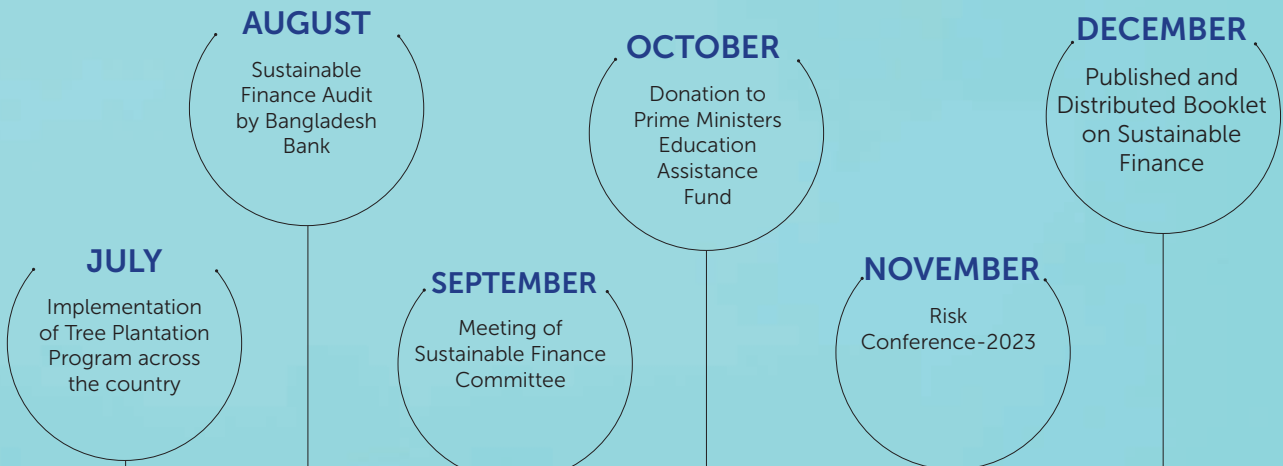 JULY
Implementation
of Tree Plantation
Program across
the country
AUGUST
Sustainable
Finance Audit
by Bangladesh
Bank
SEPTEMBER
Meeting of
Sustainable Finance
Committee
OCTOBER
Donation to
Prime Ministers
Education
Assistance
Fund
NOVEMBER
Risk
Conference-2023
DECEMBER
Published and
Distributed Booklet
on Sustainable
Finance